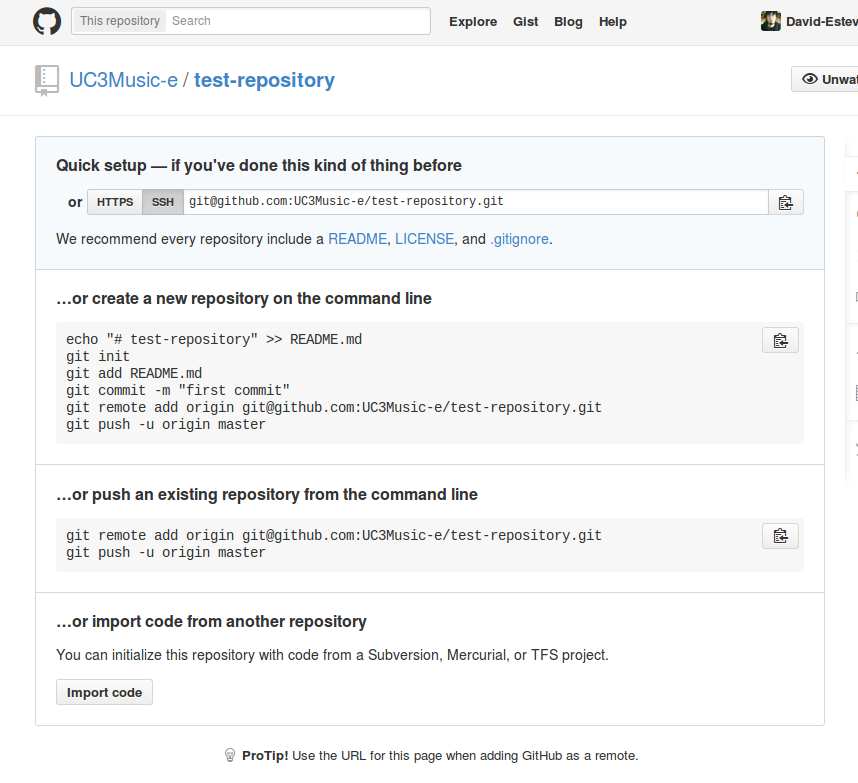 This repository Search Explore Gist Blog Help David-Estev
UC3Music-e / test-repository Unwat
Quick setup — if you've done this kind of thing before
or HTTPS SSH git@github.com:UC3Music-e/test-repository.git
We recommend every repository include a README, LICENSE, and .gitignore.
…or create a new repository on the command line
echo "# test-repository" >> README.md
git init
git add README.md
git commit -m "first commit"
git remote add origin git@github.com:UC3Music-e/test-repository.git
git push -u origin master
…or push an existing repository from the command line
git remote add origin git@github.com:UC3Music-e/test-repository.git
git push -u origin master
…or import code from another repository
You can initialize this repository with code from a Subversion, Mercurial, or TFS project.
Import code
ProTip! Use the URL for this page when adding GitHub as a remote.